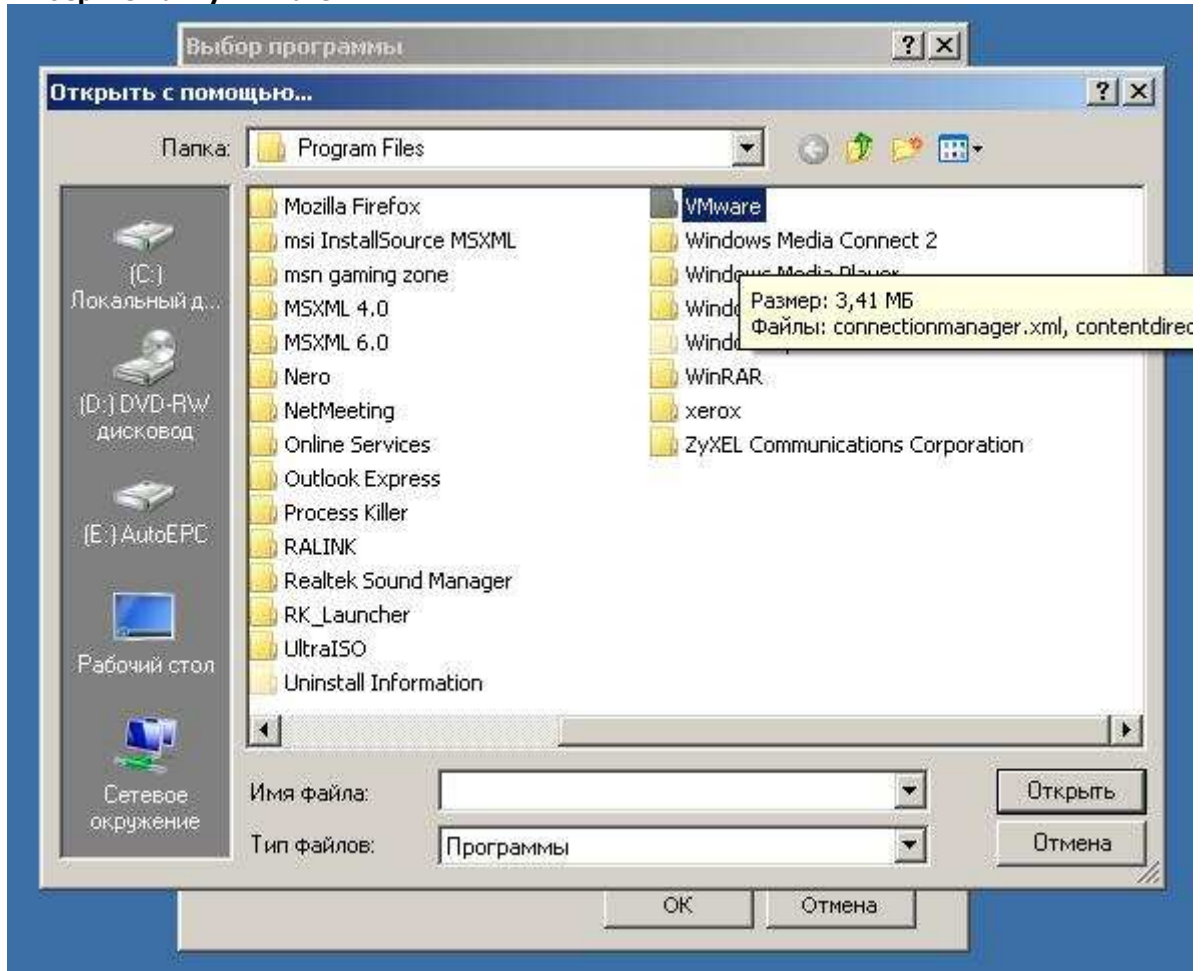 Выбор программы
Открыть с помощью...
Папка:
Program Files
(C:)
Локальный д...
(D:) DVD-RW
дисковод
(E:) AutoEPC
Рабочий стол
Сетевое
окружение
Mozilla Firefox
msi InstallSource MSXML
msn gaming zone
MSXML 4.0
MSXML 6.0
Nero
NetMeeting
Online Services
Outlook Express
Process Killer
RALINK
Realtek Sound Manager
RK_Launcher
UltraISO
Uninstall Information
VMware
Windows Media Connect 2
Windows Media Player
WinRAR
xerox
ZyXEL Communications Corporation
Размер: 3,41 МБ
Файлы: connectionmanager.xml, contentdirec
Имя файла:
Открыть
Тип файлов:
Программы
Отмена
OK
Отмена